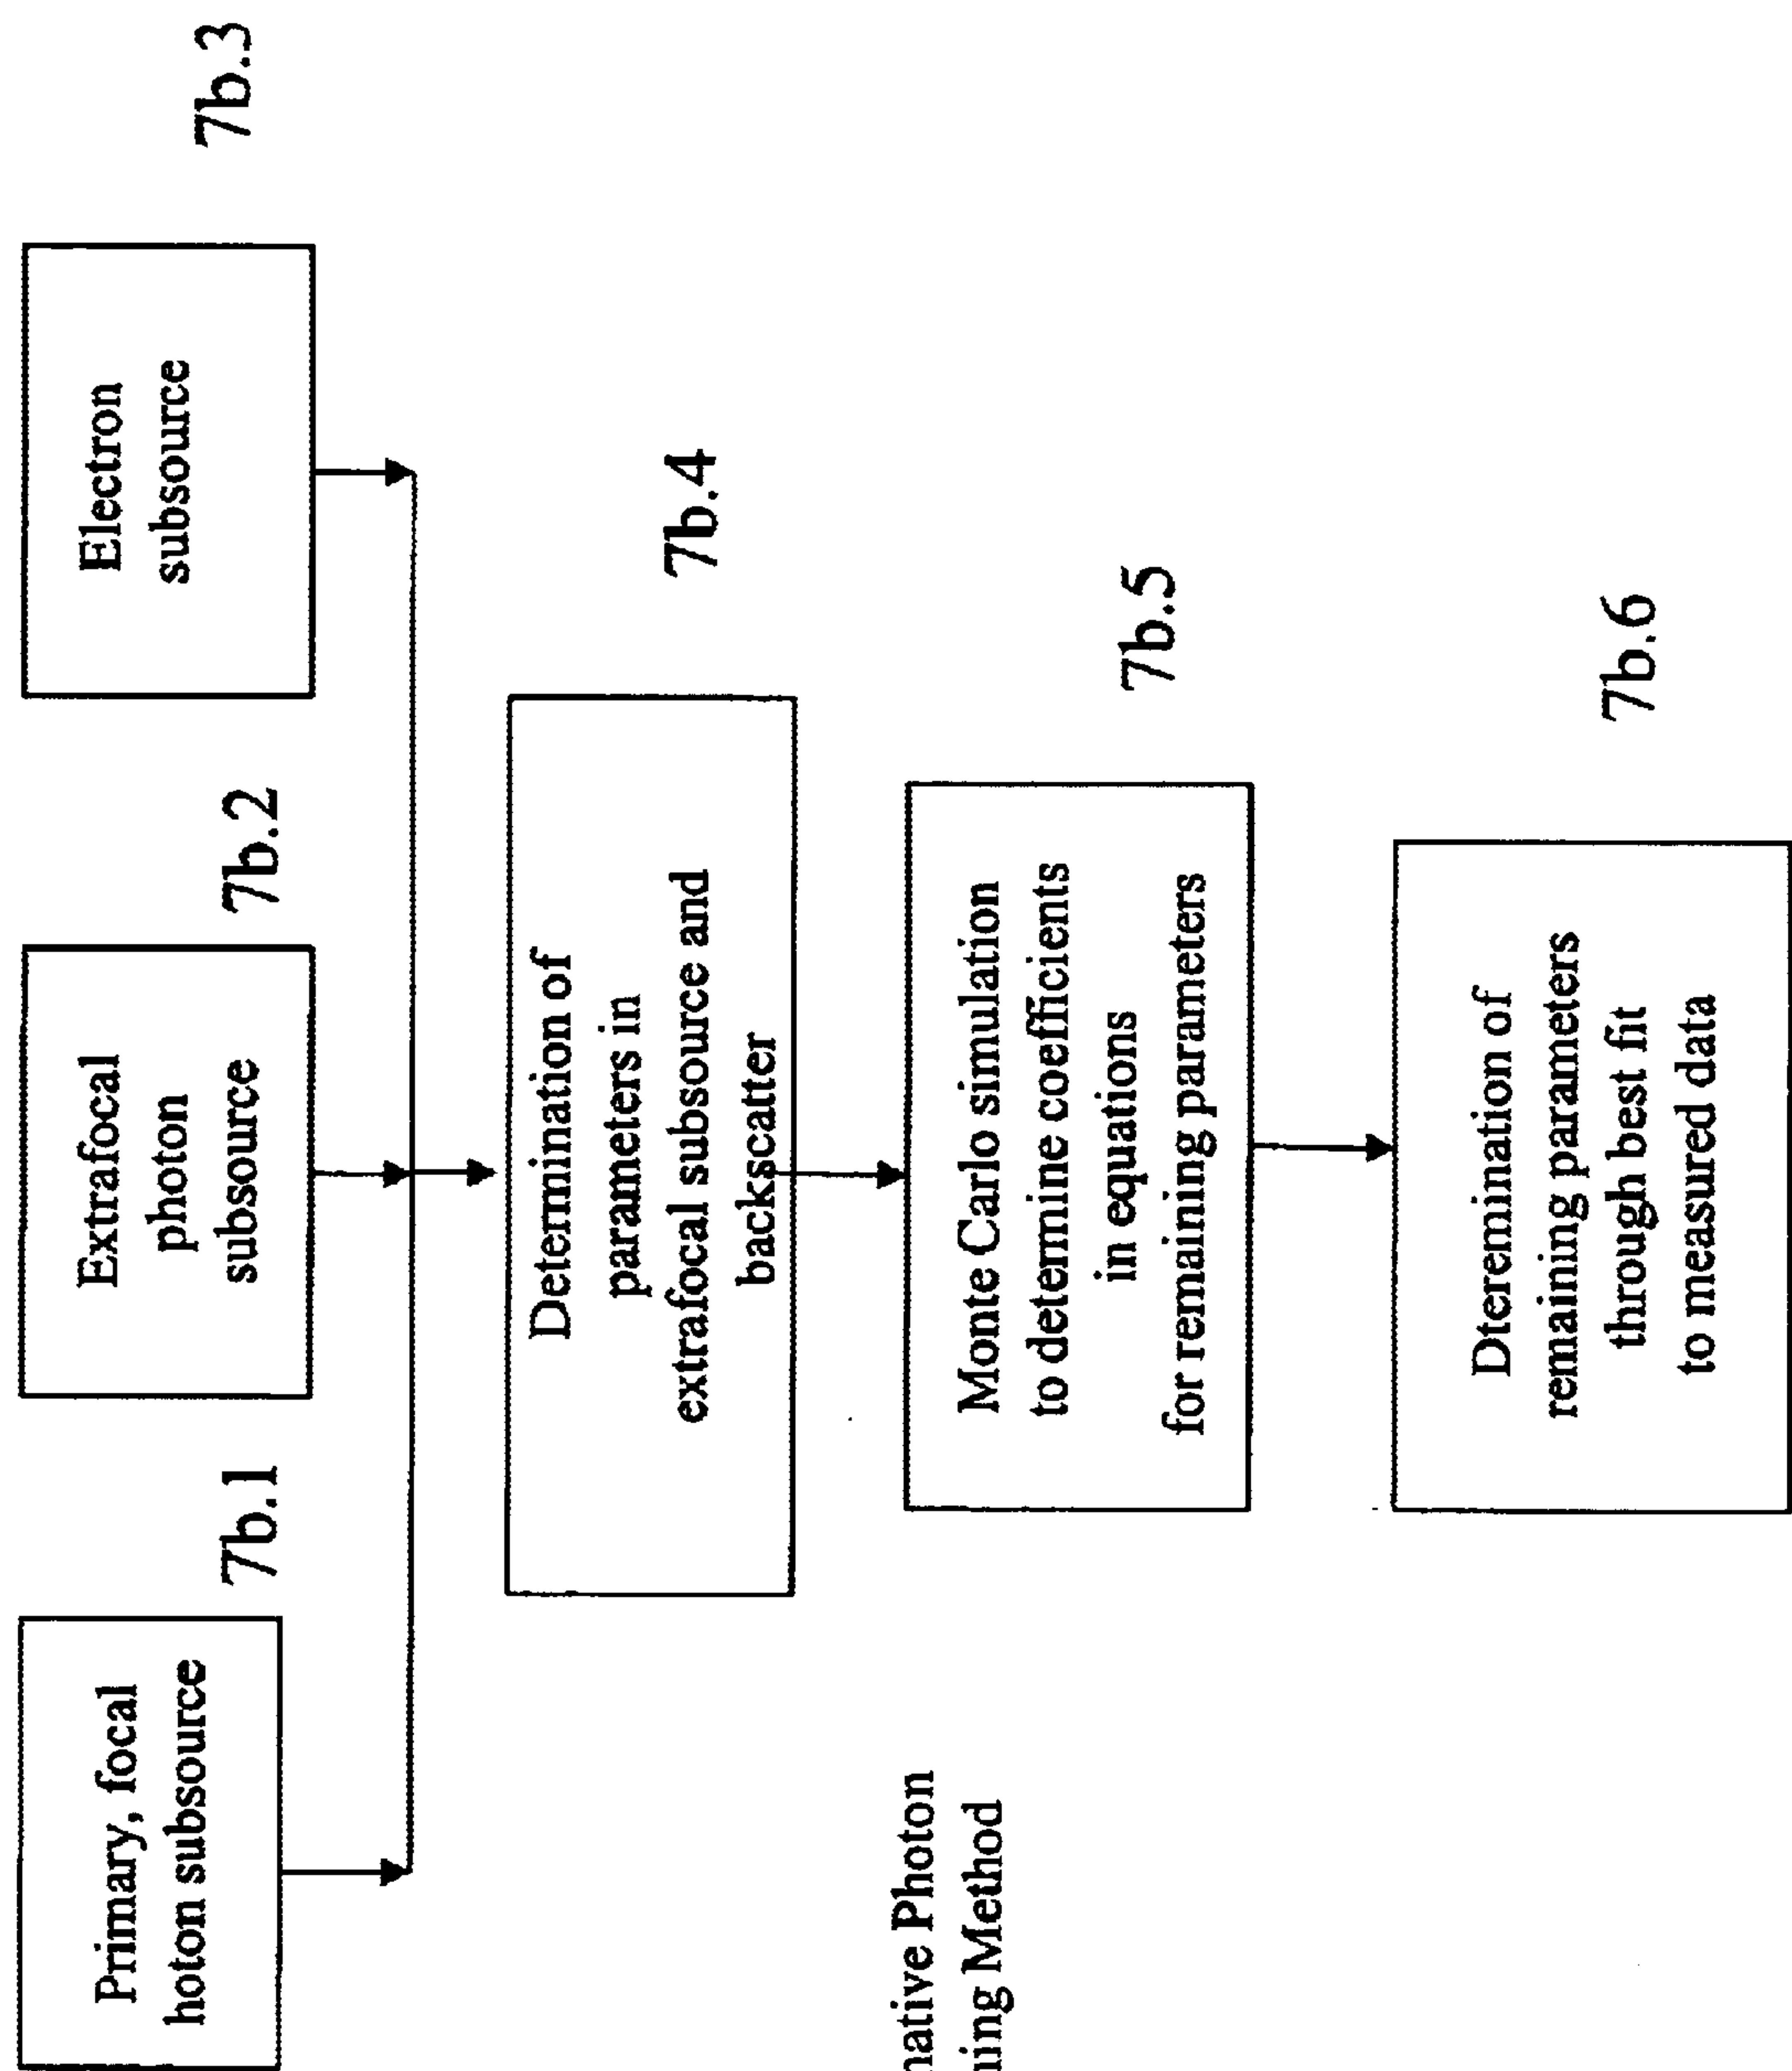 Primary, focal
hoton subsource
7b.1
Extrafocal
photon
subsource
7b.2
Electron
subsource
7b.3
Determination of
parameters in
extrafocal subsource and
backscatter
7b.4
Monte Carlo simulation
to determine coefficients
in equations
for remaining parameters
7b.5
Dteremination of
remaining parameters
through best fit
to measured data
7b.6
native Photon
ning Method